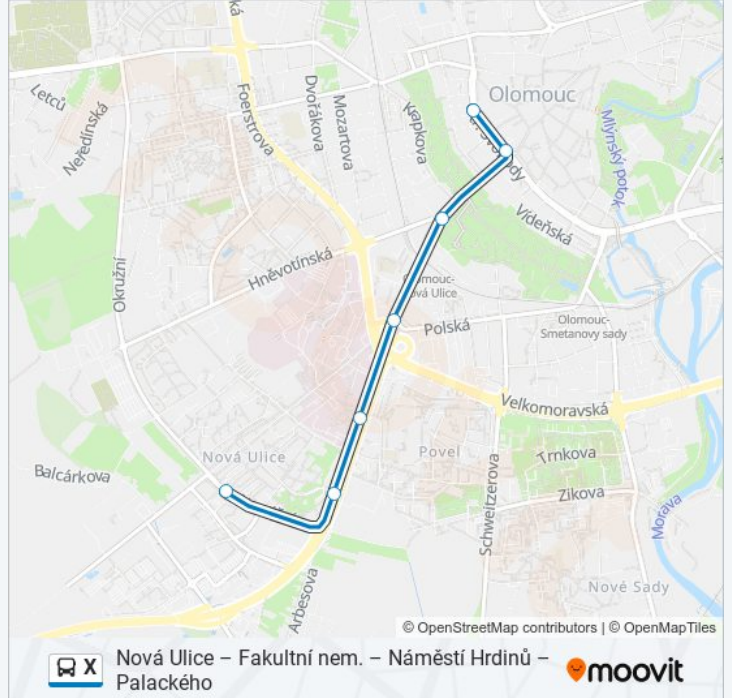 ká
Letců
Neředínská
Foerstrova
Dvořákova
Mozartova
Krapkova
Olomouc
Mlýnský potok
Vídeňská
Okružní
Hněvotínská
Olomouc-
Nová Ulice
Polská
Olomouc-
Smetanovy sady
Velkomoravská
Nová Ulice
Povel
Trnkova
Balcárkova
Schweitzerova
Zikova
Morava
Arbesova
Nové Sady
© OpenStreetMap contributors | © OpenMapTiles
X
Nová Ulice – Fakultní nem. – Náměstí Hrdinů –
Palackého
moovit